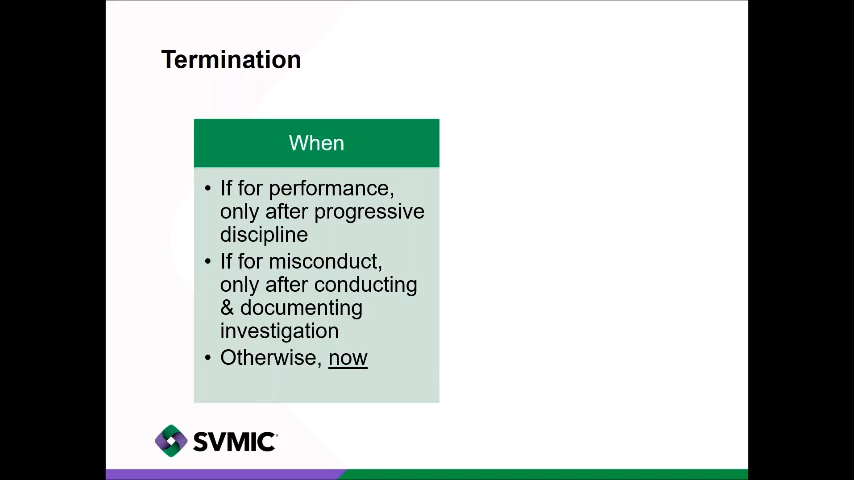 Termination
When
• If for performance,
only after progressive
discipline
• If for misconduct,
only after conducting
& documenting
investigation
• Otherwise, now
SVMIC